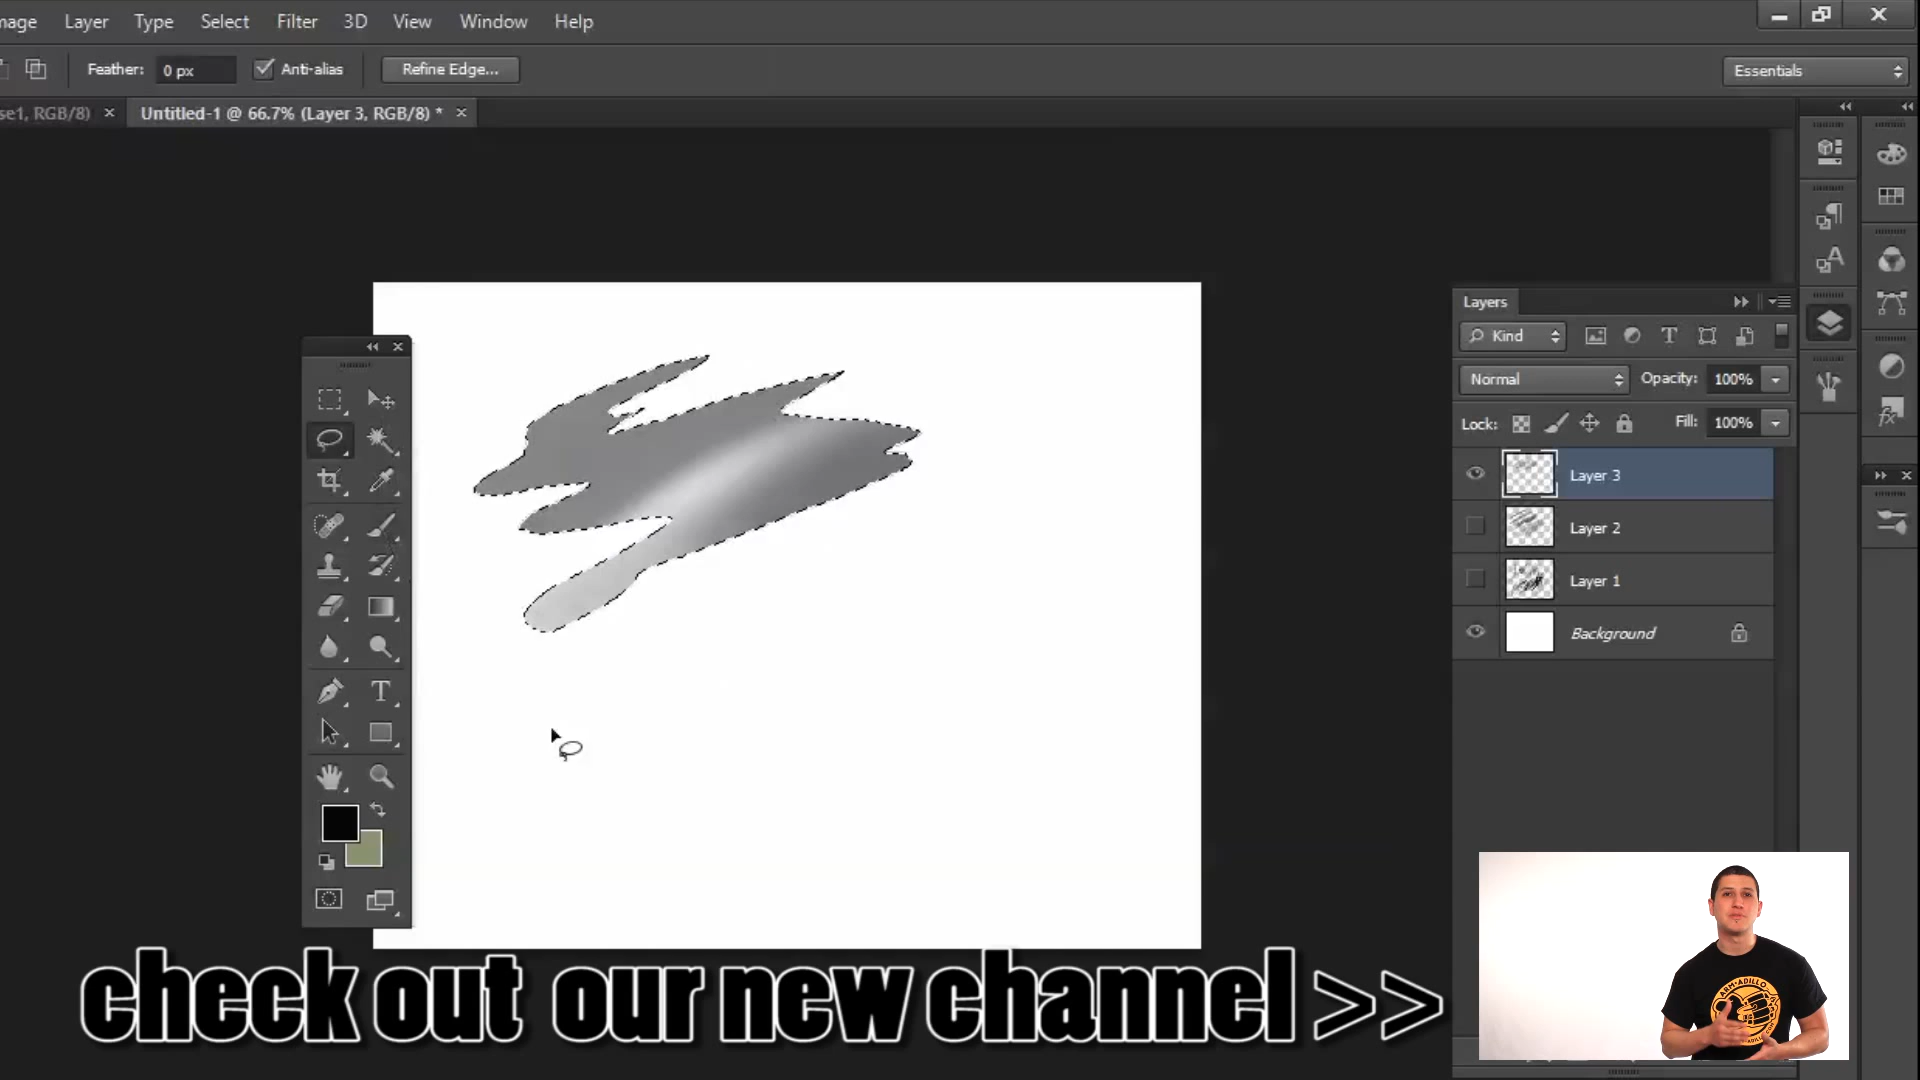 mage Layer Type Select Filter 3D View Window Help
Feather: 0 px Anti-alias Refine Edge... Essentials
se1, RGB/8) × Untitled-1 @ 66.7% (Layer 3, RGB/8) * ×
Layers
Kind
Normal Opacity: 100%
Lock: Fill: 100%
Layer 3
Layer 2
Layer 1
Background
check out our new channel >>
ARMADILLO